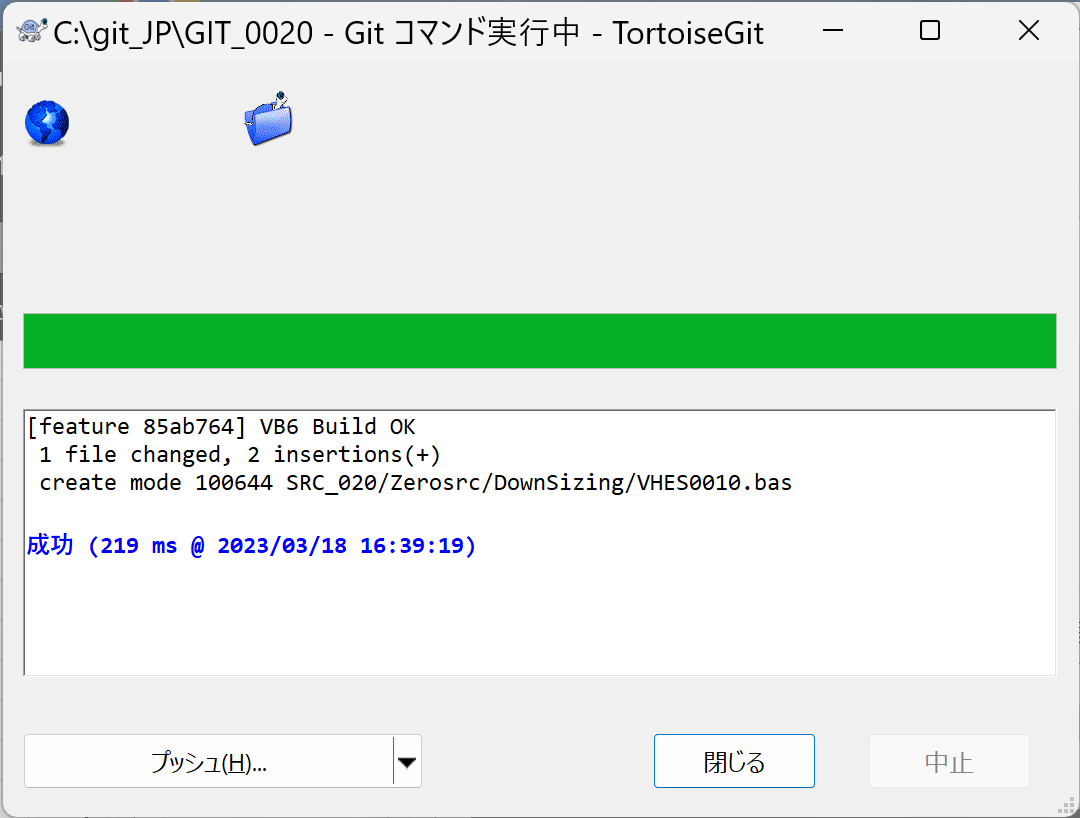 C:\git_JP\GIT_0020 - Git コマンド実行中 - TortoiseGit
[feature 85ab764] VB6 Build OK
1 file changed, 2 insertions(+)
create mode 100644 SRC_020/Zerosrc/DownSizing/VHES0010.bas
成功 (219 ms @ 2023/03/18 16:39:19)
プッシュ(H)...
閉じる
中止